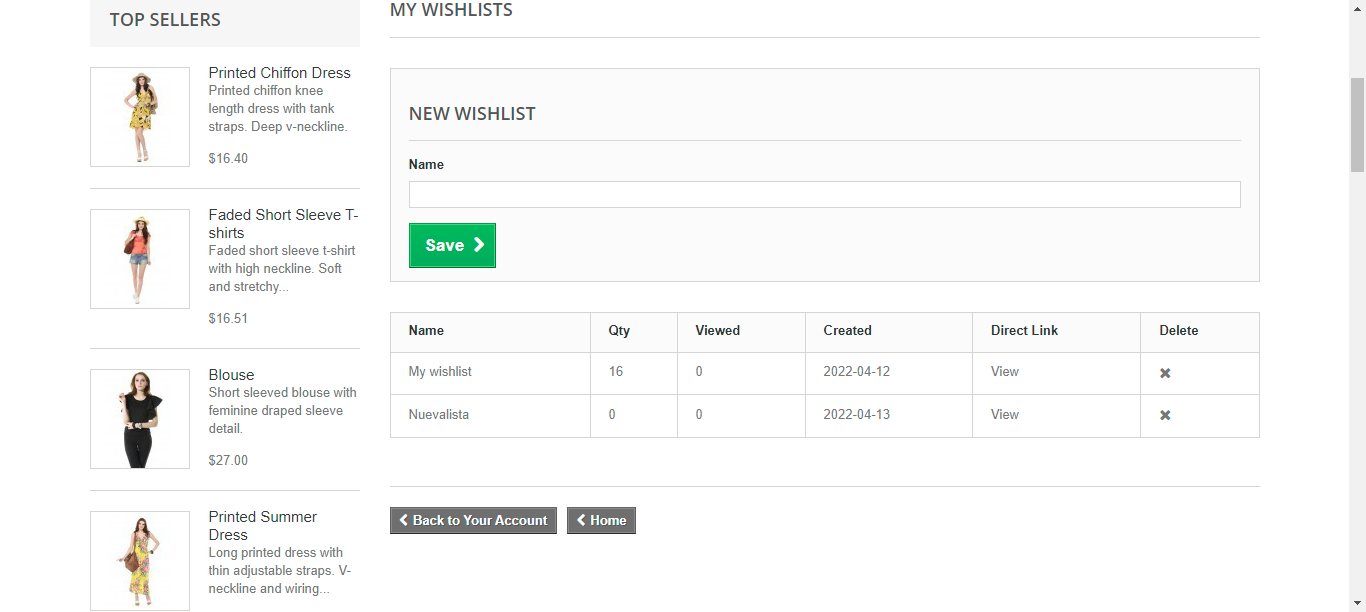 TOP SELLERS
Printed Chiffon Dress
Printed chiffon knee
length dress with tank
straps. Deep v-neckline.
$16.40
Faded Short Sleeve T-
shirts
Faded short sleeve t-shirt
with high neckline. Soft
and stretchy...
$16.51
Blouse
Short sleeved blouse with
feminine draped sleeve
detail.
$27.00
Printed Summer
Dress
Long printed dress with
thin adjustable straps. V-
neckline and wiring...
MY WISHLISTS
NEW WISHLIST
Name
Save
Name Qty Viewed Created Direct Link Delete
My wishlist 16 0 2022-04-12 View
Nuevalista 0 0 2022-04-13 View
Back to Your Account Home